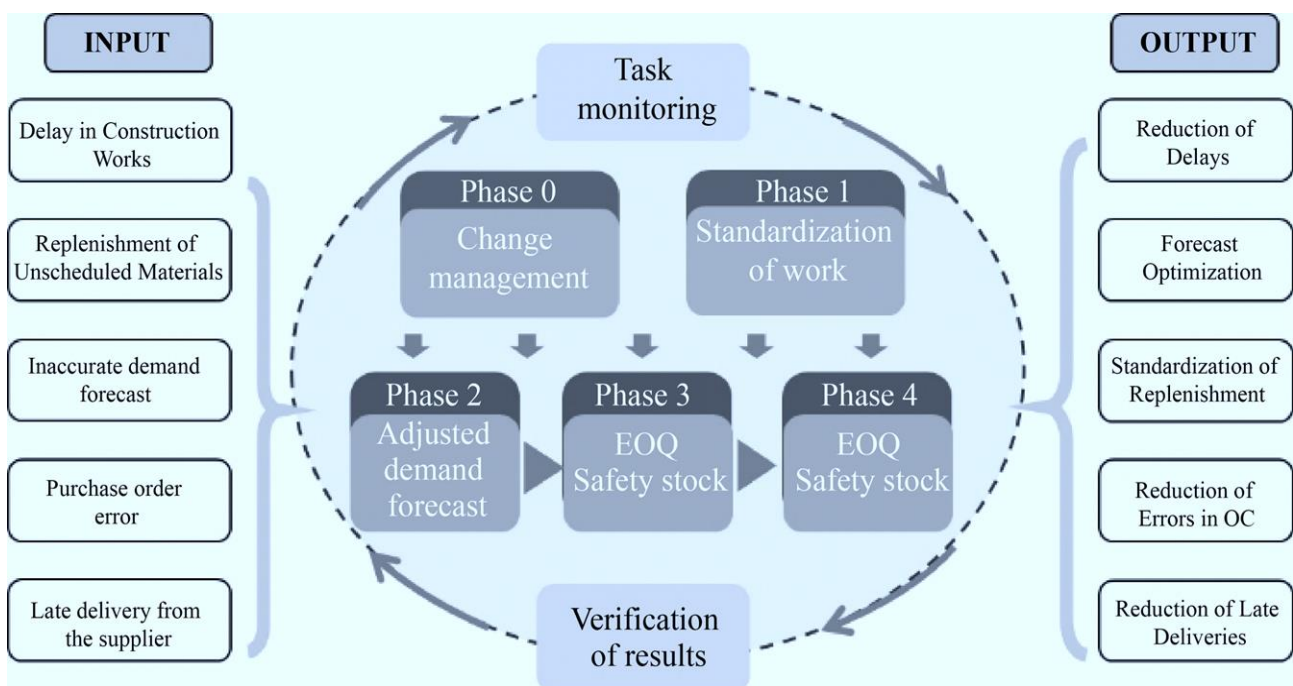 INPUT
Delay in Construction
Works
Replenishment of
Unscheduled Materials
Inaccurate demand
forecast
Purchase order
error
Late delivery from
the supplier
Task
monitoring
Phase 0
Change
management
Phase 1
Standardization
of work
Phase 2
Adjusted
demand
forecast
Phase 3
EOQ
Safety stock
Phase 4
EOQ
Safety stock
Verification
of results
OUTPUT
Reduction of
Delays
Forecast
Optimization
Standardization of
Replenishment
Reduction of
Errors in OC
Reduction of Late
Deliveries